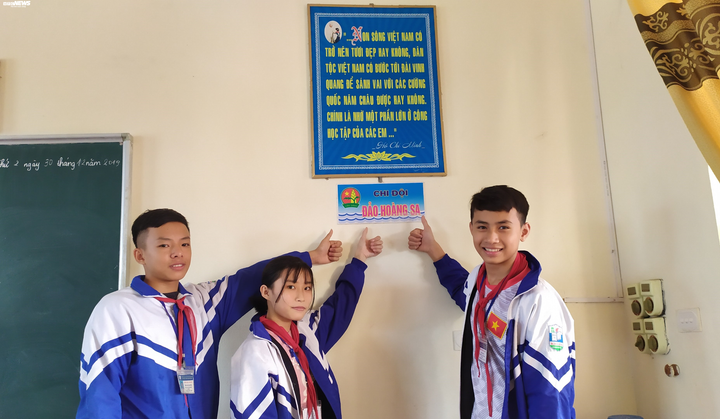 NEWS
"...NON SÔNG VIỆT NAM CÓ
TRỞ NÊN TƯƠI ĐẸP HAY KHÔNG, DÂN
TỘC VIỆT NAM CÓ BƯỚC TỚI ĐÀI VINH
QUANG ĐỂ SÁNH VAI VỚI CÁC CƯỜNG
QUỐC NĂM CHÂU ĐƯỢC HAY KHÔNG,
CHÍNH LÀ NHỜ MỘT PHẦN LỚN Ở CÔNG
HỌC TẬP CỦA CÁC EM ..."
Hồ Chí Minh
CHI ĐỘI
ĐẢO HOÀNG SA
Thứ 2 ngày 30 tháng 12 năm 2019